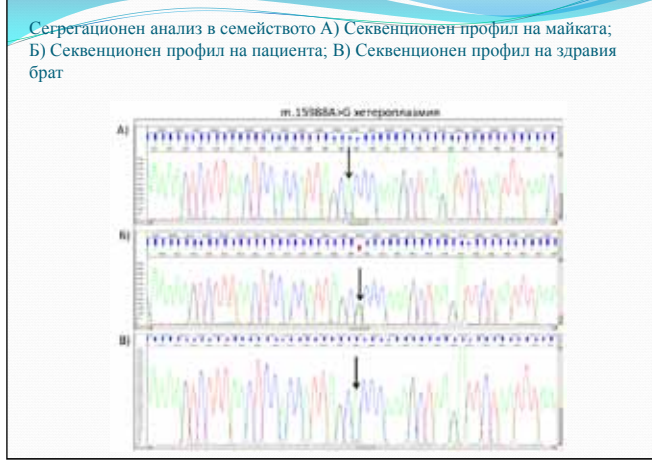 Сегрегационен анализ в семейството А) Секвенционен профил на майката;
Б) Секвенционен профил на пациента; В) Секвенционен профил на здравия
брат
m.15988A>G хетероплазмия
А)
Б)
В)